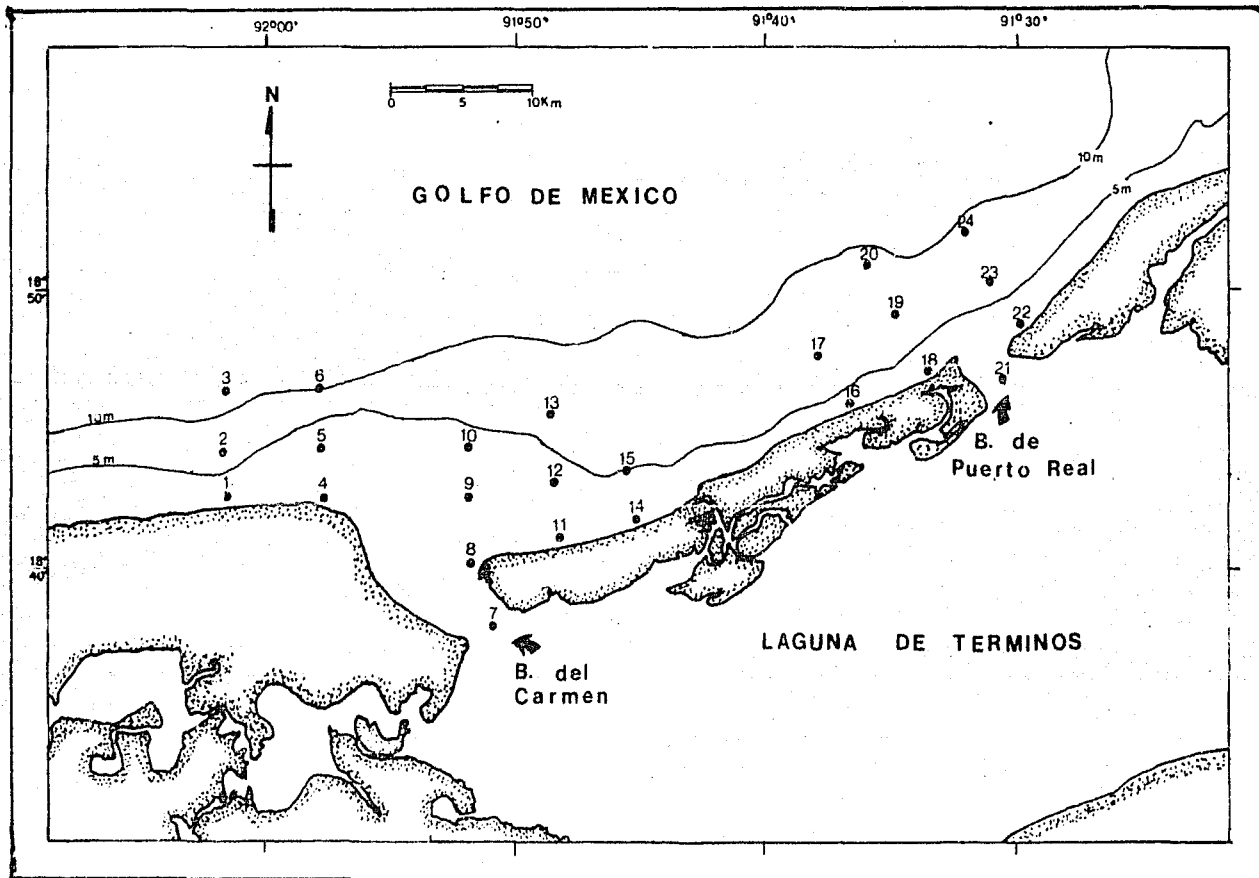 92°00' 91°50' 91°40' 91°30'
N
0 5 10Km
10m
5m
GOLFO DE MEXICO
24
20
18°
50'
23
19
22
17
21
3 6
18
16
13
10m
B. de
Puerto Real
2 5 10
5m
15
12
1 4 9
14
11
8
18°
40'
7
LAGUNA DE TERMINOS
B. del
Carmen